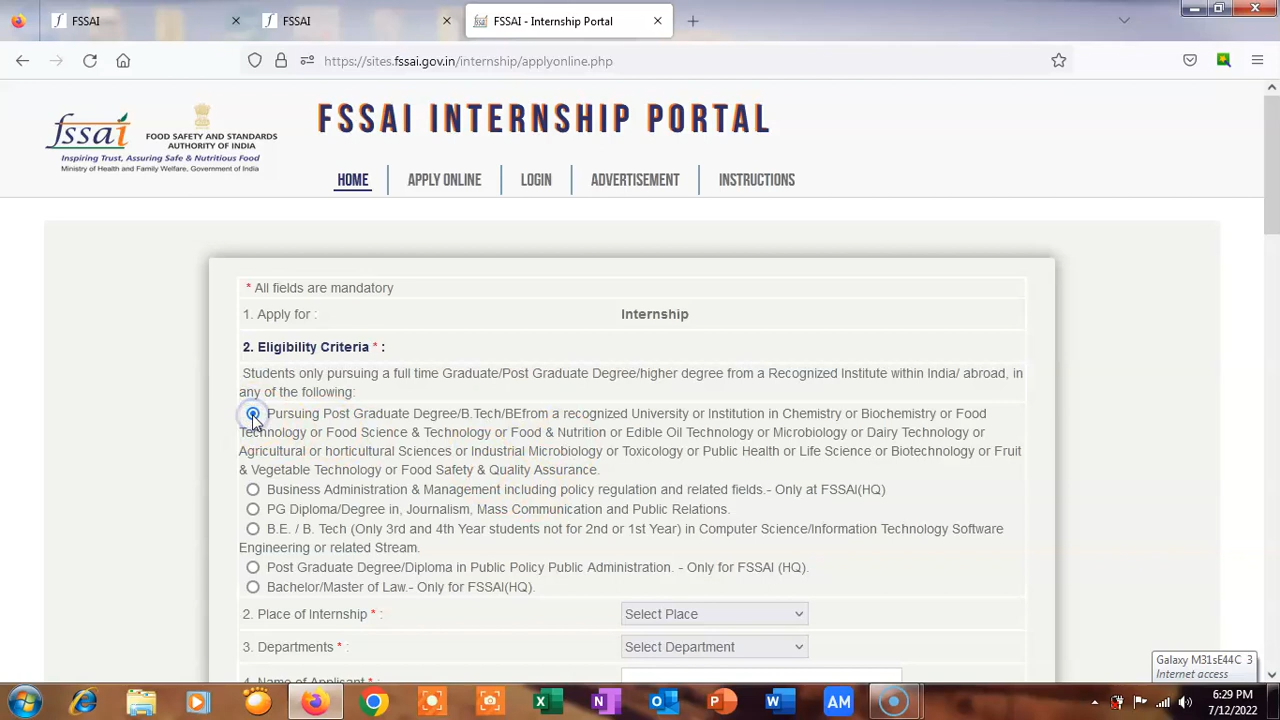 FSSAI
FSSAI
FSSAI - Internship Portal
https://sites.fssai.gov.in/internship/applyonline.php
fssai
FOOD SAFETY AND STANDARDS
AUTHORITY OF INDIA
Inspiring Trust, Assuring Safe & Nutritious Food
Ministry of Health and Family Welfare, Government of India
FSSAI INTERNSHIP PORTAL
HOME
APPLY ONLINE
LOGIN
ADVERTISEMENT
INSTRUCTIONS
* All fields are mandatory
1. Apply for : Internship
2. Eligibility Criteria * :
Students only pursuing a full time Graduate/Post Graduate Degree/higher degree from a Recognized Institute within India/ abroad, in
any of the following:
Pursuing Post Graduate Degree/B.Tech/BEfrom a recognized University or Institution in Chemistry or Biochemistry or Food
Technology or Food Science & Technology or Food & Nutrition or Edible Oil Technology or Microbiology or Dairy Technology or
Agricultural or horticultural Sciences or Industrial Microbiology or Toxicology or Public Health or Life Science or Biotechnology or Fruit
& Vegetable Technology or Food Safety & Quality Assurance.
Business Administration & Management including policy regulation and related fields.- Only at FSSAI(HQ)
PG Diploma/Degree in, Journalism, Mass Communication and Public Relations.
B.E. / B. Tech (Only 3rd and 4th Year students not for 2nd or 1st Year) in Computer Science/Information Technology Software
Engineering or related Stream.
Post Graduate Degree/Diploma in Public Policy Public Administration. - Only for FSSAI (HQ).
Bachelor/Master of Law.- Only for FSSAI(HQ).
2. Place of Internship * : Select Place
3. Departments * : Select Department
4. Name of Applicant * :
Galaxy M31sE44C 3
Internet access
AM
6:29 PM
7/12/2022